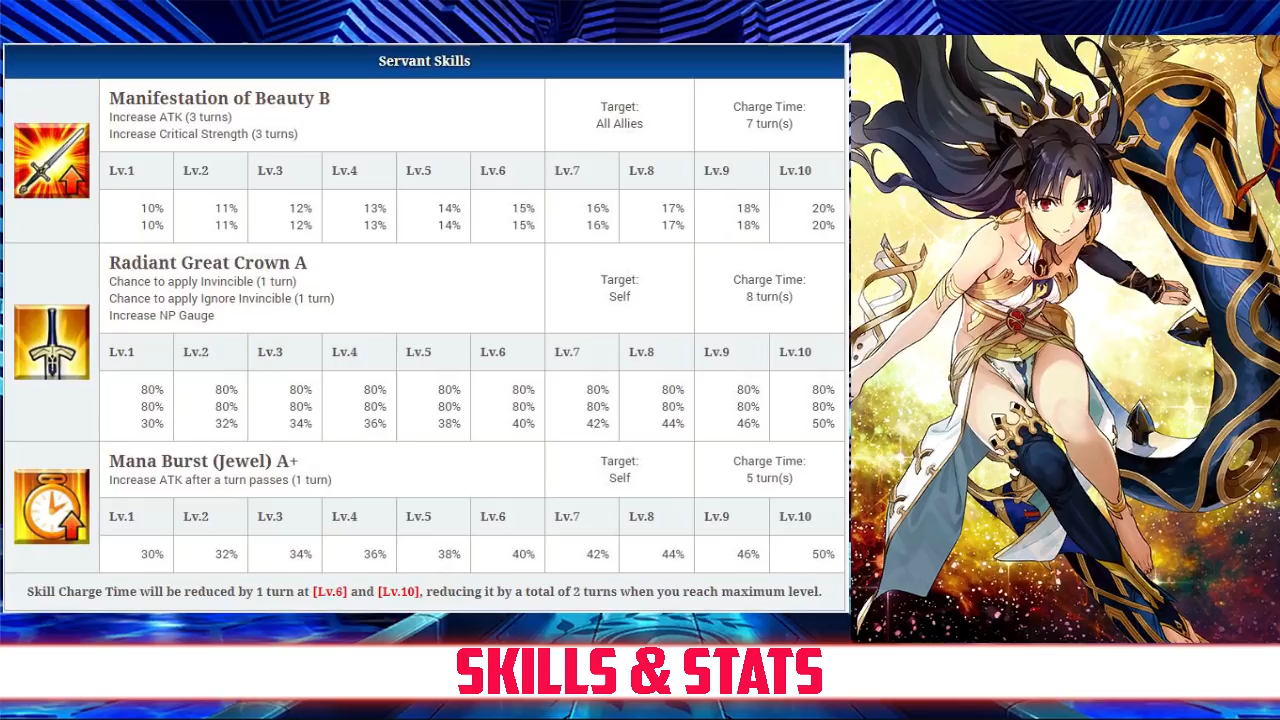 Servant Skills
Manifestation of Beauty B
Increase ATK (3 turns)
Increase Critical Strength (3 turns)
Target:
All Allies
Charge Time:
7 turn(s)
Lv.1 Lv.2 Lv.3 Lv.4 Lv.5 Lv.6 Lv.7 Lv.8 Lv.9 Lv.10
10% 11% 12% 13% 14% 15% 16% 17% 18% 20%
10% 11% 12% 13% 14% 15% 16% 17% 18% 20%
Radiant Great Crown A
Chance to apply Invincible (1 turn)
Chance to apply Ignore Invincible (1 turn)
Increase NP Gauge
Target:
Self
Charge Time:
8 turn(s)
Lv.1 Lv.2 Lv.3 Lv.4 Lv.5 Lv.6 Lv.7 Lv.8 Lv.9 Lv.10
80% 80% 80% 80% 80% 80% 80% 80% 80% 80%
80% 80% 80% 80% 80% 80% 80% 80% 80% 80%
30% 32% 34% 36% 38% 40% 42% 44% 46% 50%
Mana Burst (Jewel) A+
Increase ATK after a turn passes (1 turn)
Target:
Self
Charge Time:
5 turn(s)
Lv.1 Lv.2 Lv.3 Lv.4 Lv.5 Lv.6 Lv.7 Lv.8 Lv.9 Lv.10
30% 32% 34% 36% 38% 40% 42% 44% 46% 50%
Skill Charge Time will be reduced by 1 turn at [Lv.6] and [Lv.10], reducing it by a total of 2 turns when you reach maximum level.
SKILLS & STATS